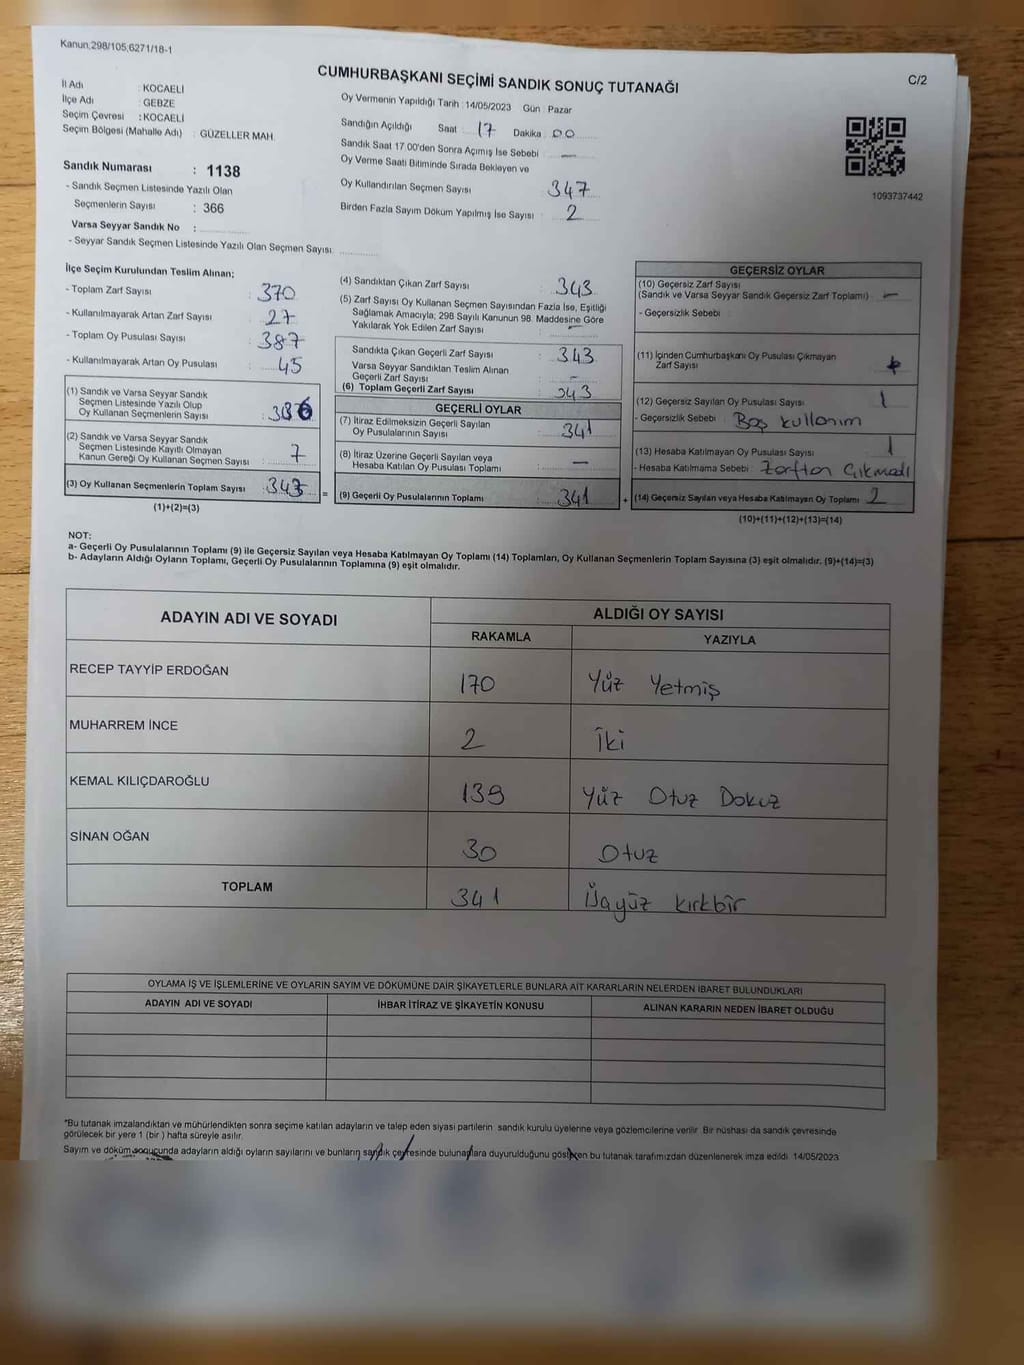 Kanun,298/105,6271/18-1
C/2
CUMHURBAŞKANI SEÇİMİ SANDIK SONUÇ TUTANAĞI
İl Adı : KOCAELİ
İlçe Adı : GEBZE
Seçim Çevresi : KOCAELİ
Seçim Bölgesi (Mahalle Adı) : GÜZELLER MAH.
Sandık Numarası : 1138
- Sandık Seçmen Listesinde Yazılı Olan
Seçmenlerin Sayısı : 366
Varsa Seyyar Sandık No :
- Seyyar Sandık Seçmen Listesinde Yazılı Olan Seçmen Sayısı:
Oy Vermenin Yapıldığı Tarih :14/05/2023 Gün : Pazar
Sandığın Açıldığı Saat 17 Dakika 00
Sandık Saat 17.00'den Sonra Açımış İse Sebebi : —
Oy Verme Saati Bitiminde Sırada Bekleyen ve
Oy Kullandırılan Seçmen Sayısı 347
Birden Fazla Sayım Döküm Yapılmış İse Sayısı : 2
1093737442
İlçe Seçim Kurulundan Teslim Alınan;
- Toplam Zarf Sayısı : 370
- Kullanılmayarak Artan Zarf Sayısı : 27
- Toplam Oy Pusulası Sayısı : 387
- Kullanılmayarak Artan Oy Pusulası : 45
(1) Sandık ve Varsa Seyyar Sandık
Seçmen Listesinde Yazılı Olup
Oy Kullanan Seçmenlerin Sayısı : 336
(2) Sandık ve Varsa Seyyar Sandık
Seçmen Listesinde Kayıtlı Olmayan
Kanun Gereği Oy Kullanan Seçmen Sayısı : 7
(3) Oy Kullanan Seçmenlerin Toplam Sayısı : 343
(1)+(2)=(3)
=
(4) Sandıktan Çıkan Zarf Sayısı : 343
(5) Zarf Sayısı Oy Kullanan Seçmen Sayısından Fazla İse, Eşitliği
Sağlamak Amacıyla; 298 Sayılı Kanunun 98. Maddesine Göre
Yakılarak Yok Edilen Zarf Sayısı : —
Sandıkta Çıkan Geçerli Zarf Sayısı : 343
Varsa Seyyar Sandıktan Teslim Alınan
Geçerli Zarf Sayısı : —
(6) Toplam Geçerli Zarf Sayısı : 343
GEÇERLİ OYLAR
(7) İtiraz Edilmeksizin Geçerli Sayılan
Oy Pusulalarının Sayısı : 341
(8) İtiraz Üzerine Geçerli Sayılan veya
Hesaba Katılan Oy Pusulası Toplamı : —
(9) Geçerli Oy Pusulalarının Toplamı : 341
+
GEÇERSİZ OYLAR
(10) Geçersiz Zarf Sayısı
(Sandık ve Varsa Seyyar Sandık Geçersiz Zarf Toplamı) : —
- Geçersizlik Sebebi :
(11) İçinden Cumhurbaşkanı Oy Pusulası Çıkmayan
Zarf Sayısı :
(12) Geçersiz Sayılan Oy Pusulası Sayısı : 1
- Geçersizlik Sebebi : Boş kullanım
(13) Hesaba Katılmayan Oy Sayısı : 1
- Hesaba Katılmama Sebebi : Zarftan Çıkmadı
(14) Geçersiz Sayılan veya Hesaba Katılmayan Oy Toplamı : 2
(10)+(11)+(12)+(13)=(14)
NOT:
a- Geçerli Oy Pusulalarının Toplamı (9) ile Geçersiz Sayılan veya Hesaba Katılmayan Oy Toplamı (14) Toplamları, Oy Kullanan Seçmenlerin Toplam Sayısına (3) eşit olmalıdır. (9)+(14)=(3)
b- Adayların Aldığı Oyların Toplamı, Geçerli Oy Pusulalarının Toplamına (9) eşit olmalıdır.
ADAYIN ADI VE SOYADI
ALDIĞI OY SAYISI
RAKAMLA YAZIYLA
RECEP TAYYİP ERDOĞAN 170 Yüz Yetmiş
MUHARREM İNCE 2 İki
KEMAL KILIÇDAROĞLU 139 Yüz Otuz Dokuz
SİNAN OĞAN 30 Otuz
TOPLAM 341 Üçyüz kırkbir
OYLAMA İŞ VE İŞLEMLERİNE VE OYLARIN SAYIM VE DÖKÜMÜNE DAİR ŞİKAYETLERLE BUNLARA AİT KARARLARIN NELERDEN İBARET BULUNDUKLARI
ADAYIN ADI VE SOYADI İHBAR İTİRAZ VE ŞİKAYETİN KONUSU ALINAN KARARIN NEDEN İBARET OLDUĞU
*Bu tutanak imzalandıktan ve mühürlendikten sonra seçime katılan adayların ve talep eden siyasi partilerin sandık kurulu üyelerine veya gözlemcilerine verilir. Bir nüshası da sandık çevresinde
görülecek bir yere 1 (bir) hafta süreyle asılır.
Sayım ve döküm sonucunda adayların aldığı oyların sayılarını ve bunların sandık çevresinde bulunanlara duyurulduğunu gösteren bu tutanak tarafımızdan düzenlenerek imza edildi. 14/05/2023